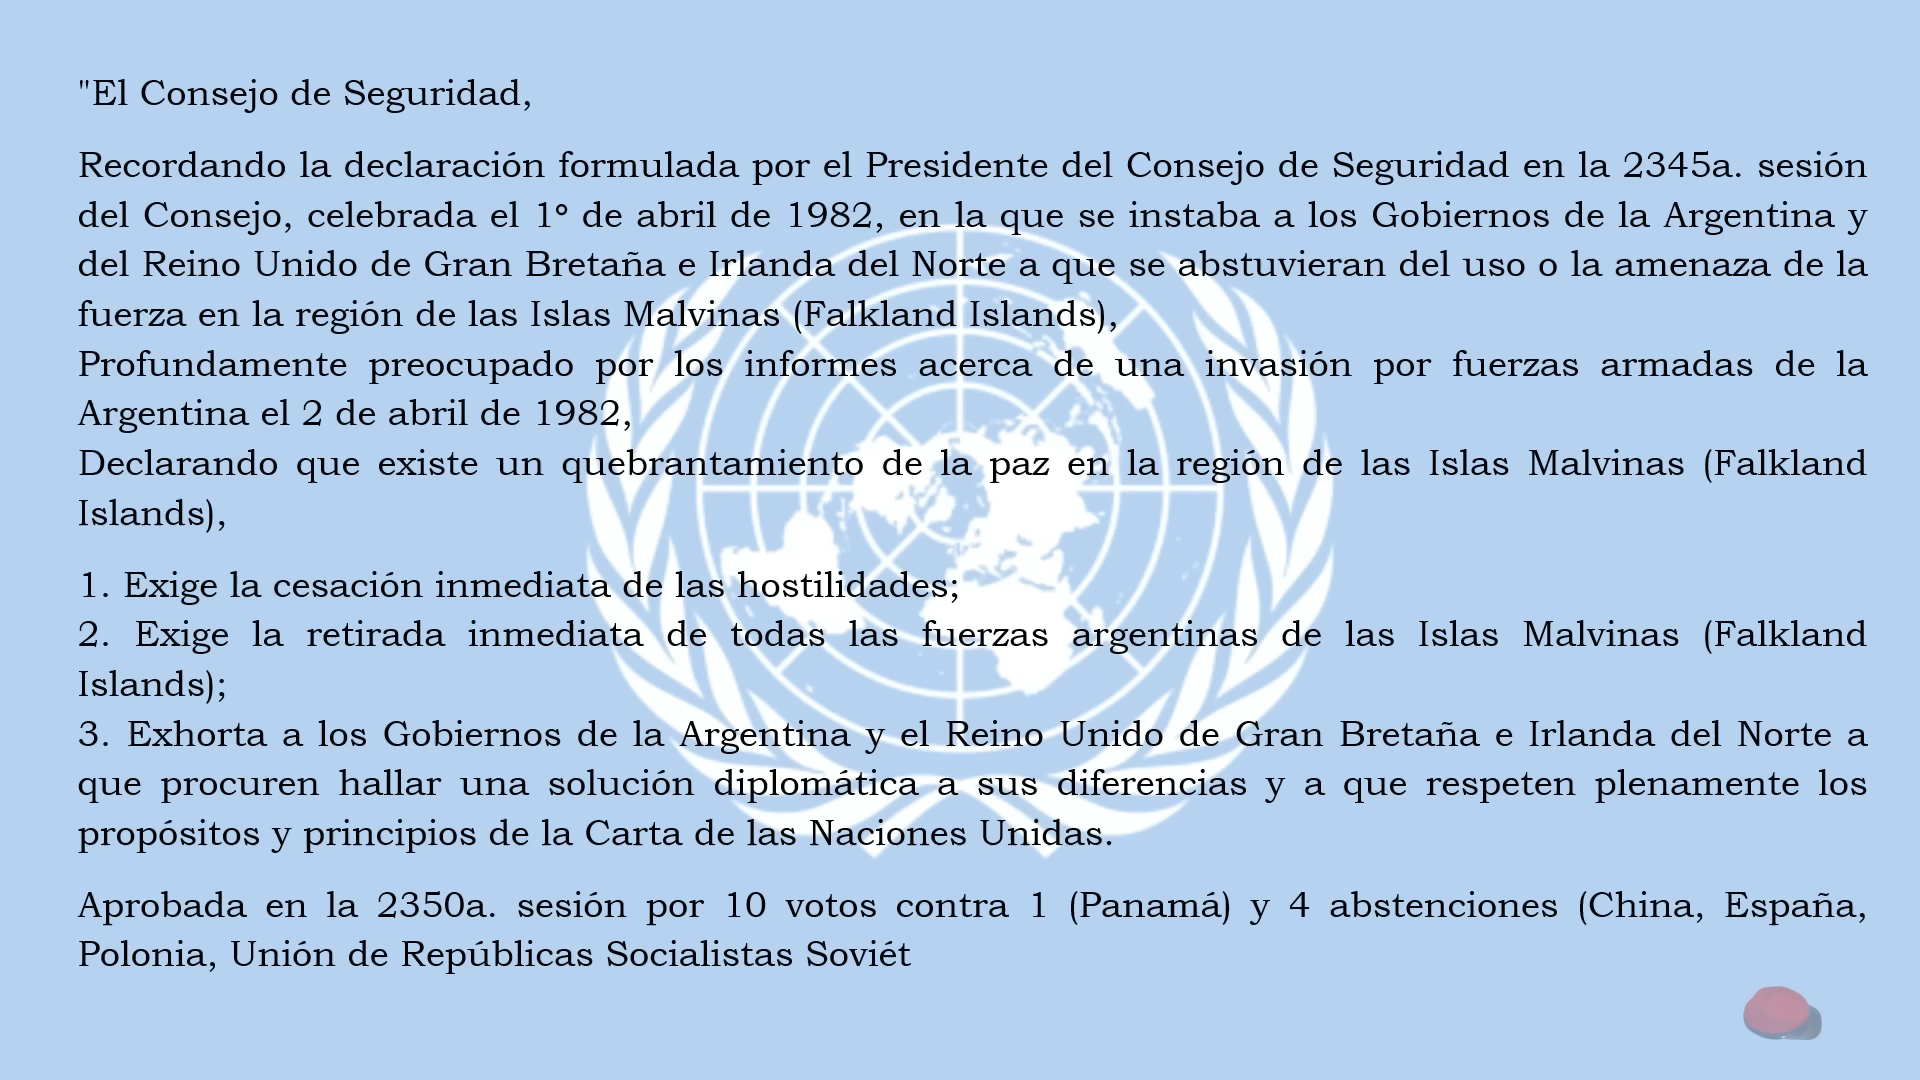 "El Consejo de Seguridad,
Recordando la declaración formulada por el Presidente del Consejo de Seguridad en la 2345a. sesión
del Consejo, celebrada el 1° de abril de 1982, en la que se instaba a los Gobiernos de la Argentina y
del Reino Unido de Gran Bretaña e Irlanda del Norte a que se abstuvieran del uso o la amenaza de la
fuerza en la región de las Islas Malvinas (Falkland Islands),
Profundamente preocupado por los informes acerca de una invasión por fuerzas armadas de la
Argentina el 2 de abril de 1982,
Declarando que existe un quebrantamiento de la paz en la región de las Islas Malvinas (Falkland
Islands),
1. Exige la cesación inmediata de las hostilidades;
2. Exige la retirada inmediata de todas las fuerzas argentinas de las Islas Malvinas (Falkland
Islands);
3. Exhorta a los Gobiernos de la Argentina y el Reino Unido de Gran Bretaña e Irlanda del Norte a
que procuren hallar una solución diplomática a sus diferencias y a que respeten plenamente los
propósitos y principios de la Carta de las Naciones Unidas.
Aprobada en la 2350a. sesión por 10 votos contra 1 (Panamá) y 4 abstenciones (China, España,
Polonia, Unión de Repúblicas Socialistas Soviét